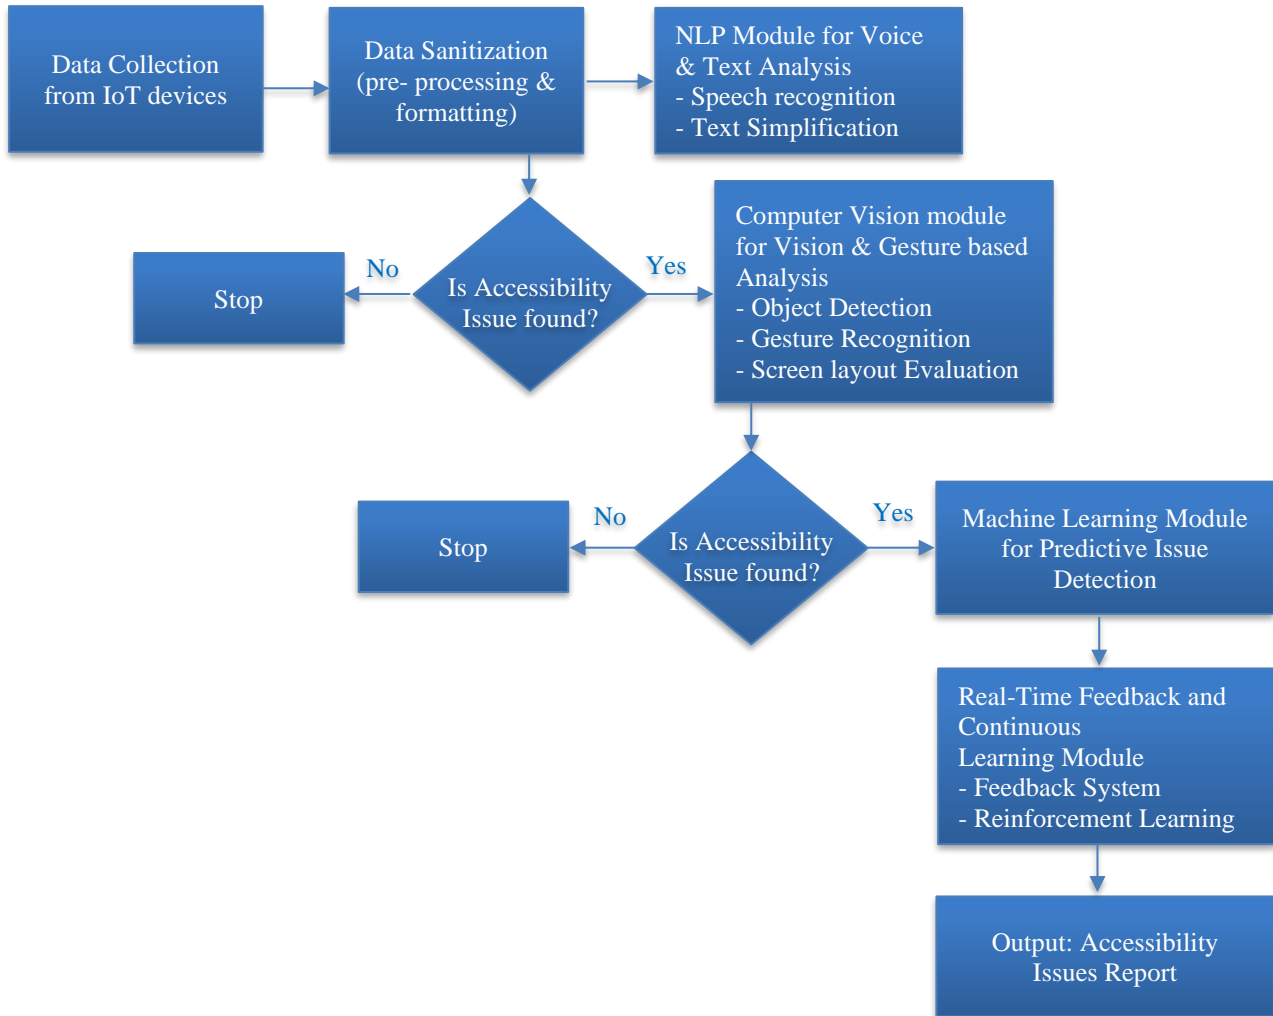 Data Collection
from IoT devices
Data Sanitization
(pre- processing &
formatting)
NLP Module for Voice
& Text Analysis
- Speech recognition
- Text Simplification
Stop
No
Is Accessibility
Issue found?
Yes
Computer Vision module
for Vision & Gesture based
Analysis
- Object Detection
- Gesture Recognition
- Screen layout Evaluation
Stop
No
Is Accessibility
Issue found?
Yes
Machine Learning Module
for Predictive Issue
Detection
Real-Time Feedback and
Continuous
Learning Module
- Feedback System
- Reinforcement Learning
Output: Accessibility
Issues Report